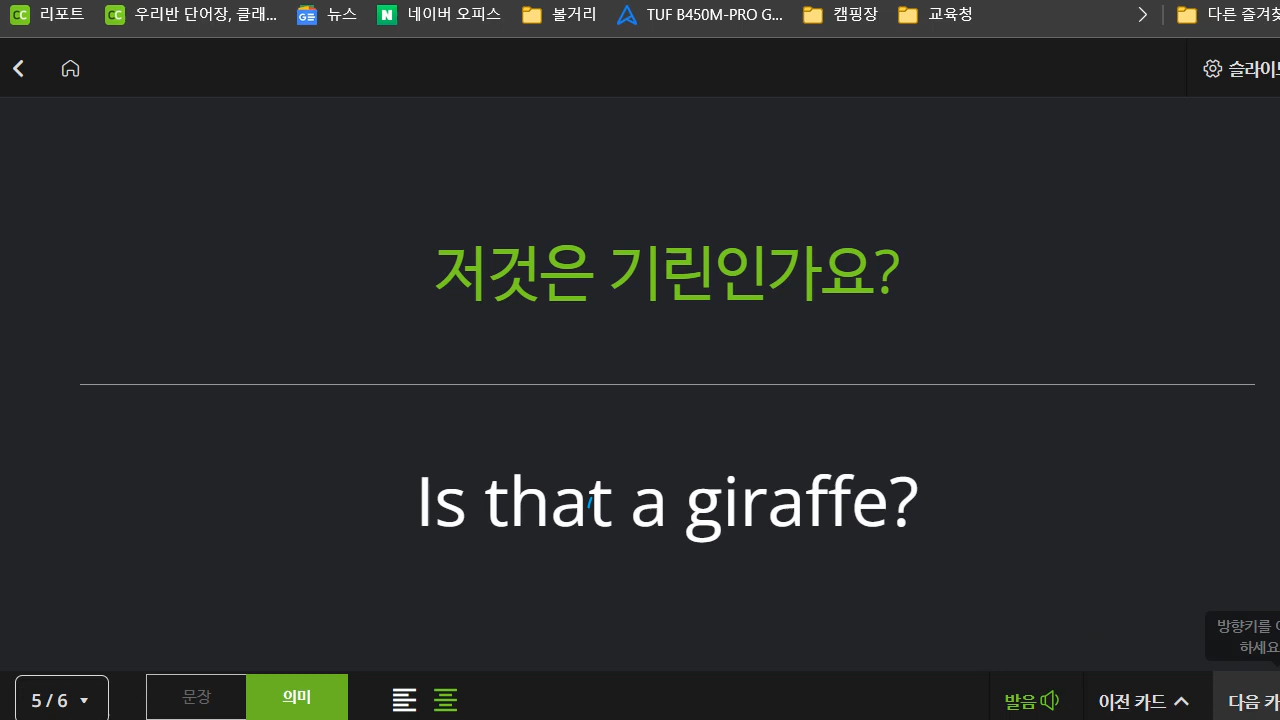 리포트 우리반 단어장, 클래... 뉴스 네이버 오피스 볼거리 TUF B450M-PRO G... 캠핑장 교육청 다른 즐겨찾
슬라이드
저것은 기린인가요?
Is that a giraffe?
방향키를
하세요
5 / 6 문장 의미 발음 이전 카드 다음